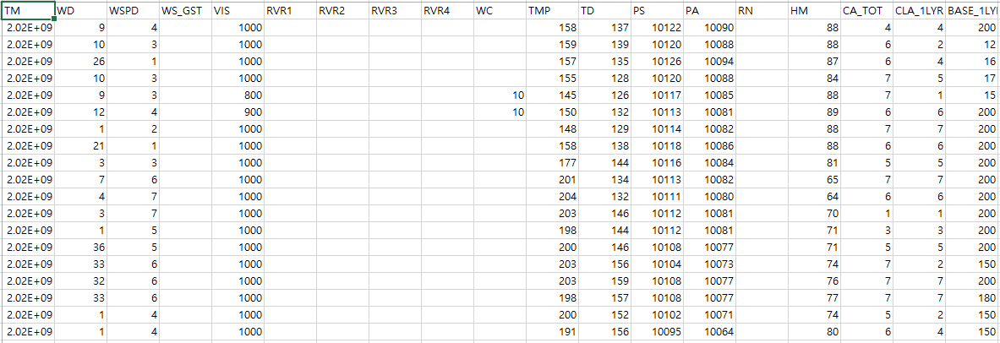 TM WD WSPD WS_GST VIS RVR1 RVR2 RVR3 RVR4 WC TMP TD PS PA RN HM CA_TOT CLA_1LYR BASE_1LY
2.02E+09 9 4 1000 158 137 10122 10090 88 4 4 200
2.02E+09 10 3 1000 159 139 10120 10088 88 6 2 12
2.02E+09 26 1 1000 157 135 10126 10094 87 6 4 16
2.02E+09 10 3 1000 155 128 10120 10088 84 7 5 17
2.02E+09 9 3 800 10 145 126 10117 10085 88 7 1 15
2.02E+09 12 4 900 10 150 132 10113 10081 89 6 6 200
2.02E+09 1 2 1000 148 129 10114 10082 88 7 7 200
2.02E+09 21 1 1000 158 138 10118 10086 88 6 6 200
2.02E+09 3 3 1000 177 144 10116 10084 81 5 5 200
2.02E+09 7 6 1000 201 134 10113 10082 65 7 7 200
2.02E+09 4 7 1000 204 132 10111 10080 64 6 6 200
2.02E+09 3 7 1000 203 146 10112 10081 70 1 1 200
2.02E+09 1 5 1000 198 144 10112 10081 71 3 3 200
2.02E+09 36 5 1000 200 146 10108 10077 71 5 5 200
2.02E+09 33 6 1000 203 156 10104 10073 74 7 2 150
2.02E+09 32 6 1000 203 159 10108 10077 76 7 7 200
2.02E+09 33 6 1000 198 157 10108 10077 77 7 7 180
2.02E+09 1 4 1000 200 152 10102 10071 74 5 2 150
2.02E+09 1 4 1000 191 156 10095 10064 80 6 4 150